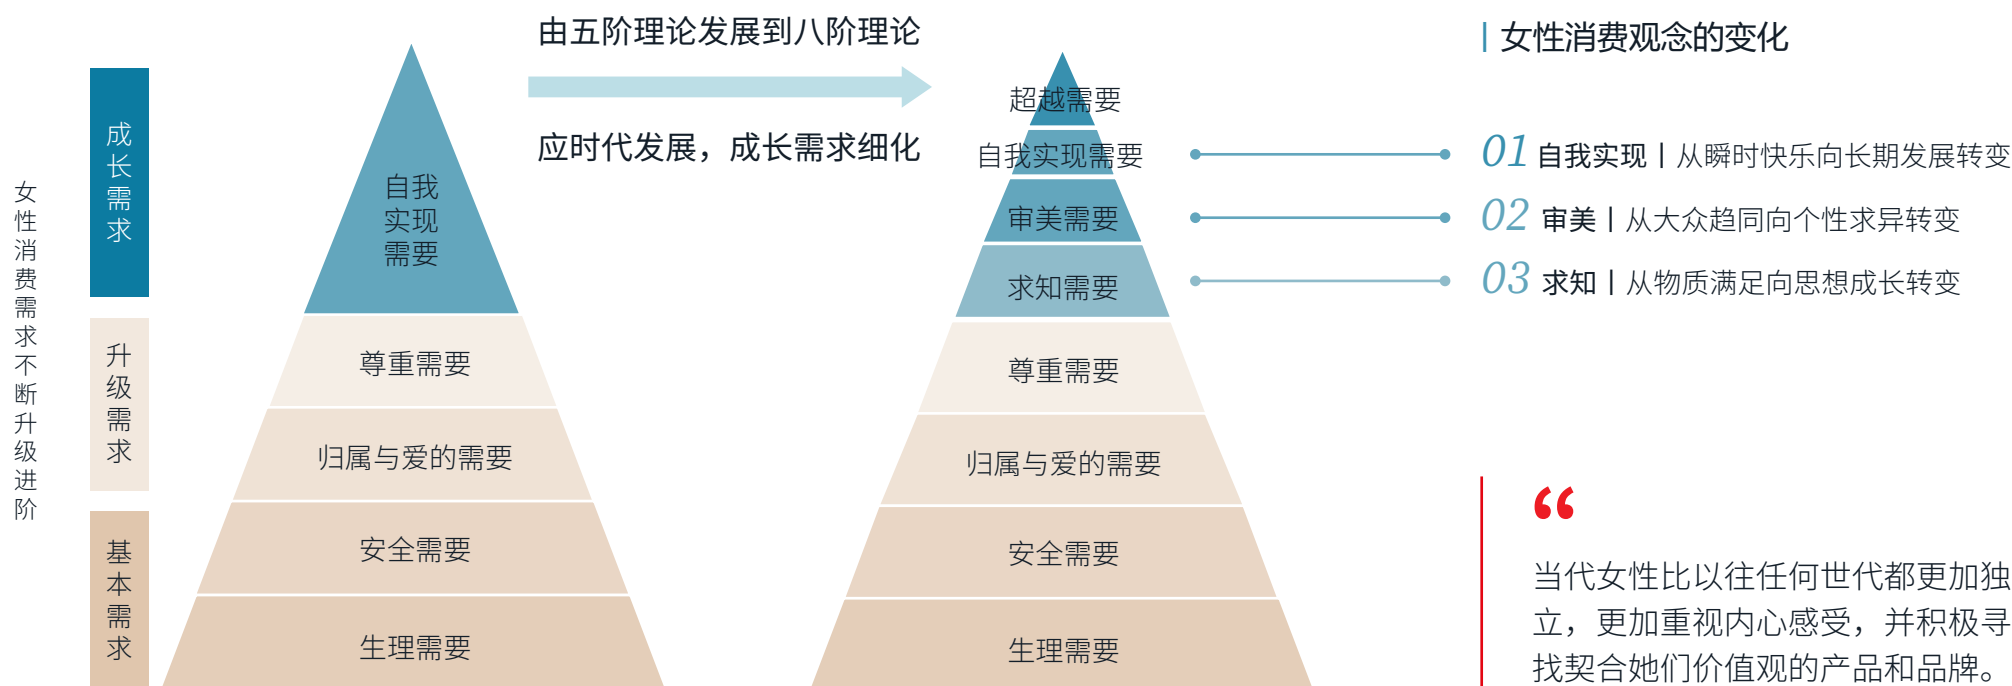 女性消费需求不断升级进阶
成长需求
升级需求
基本需求
自我
实现
需要
尊重需要
归属与爱的需要
安全需要
生理需要
由五阶理论发展到八阶理论
应时代发展，成长需求细化
超越需要
自我实现需要
审美需要
求知需要
尊重需要
归属与爱的需要
安全需要
生理需要
女性消费观念的变化
01 自我实现 | 从瞬时快乐向长期发展转变
02 审美 | 从大众趋同向个性求异转变
03 求知 | 从物质满足向思想成长转变
“
当代女性比以往任何世代都更加独
立，更加重视内心感受，并积极寻
找契合她们价值观的产品和品牌。